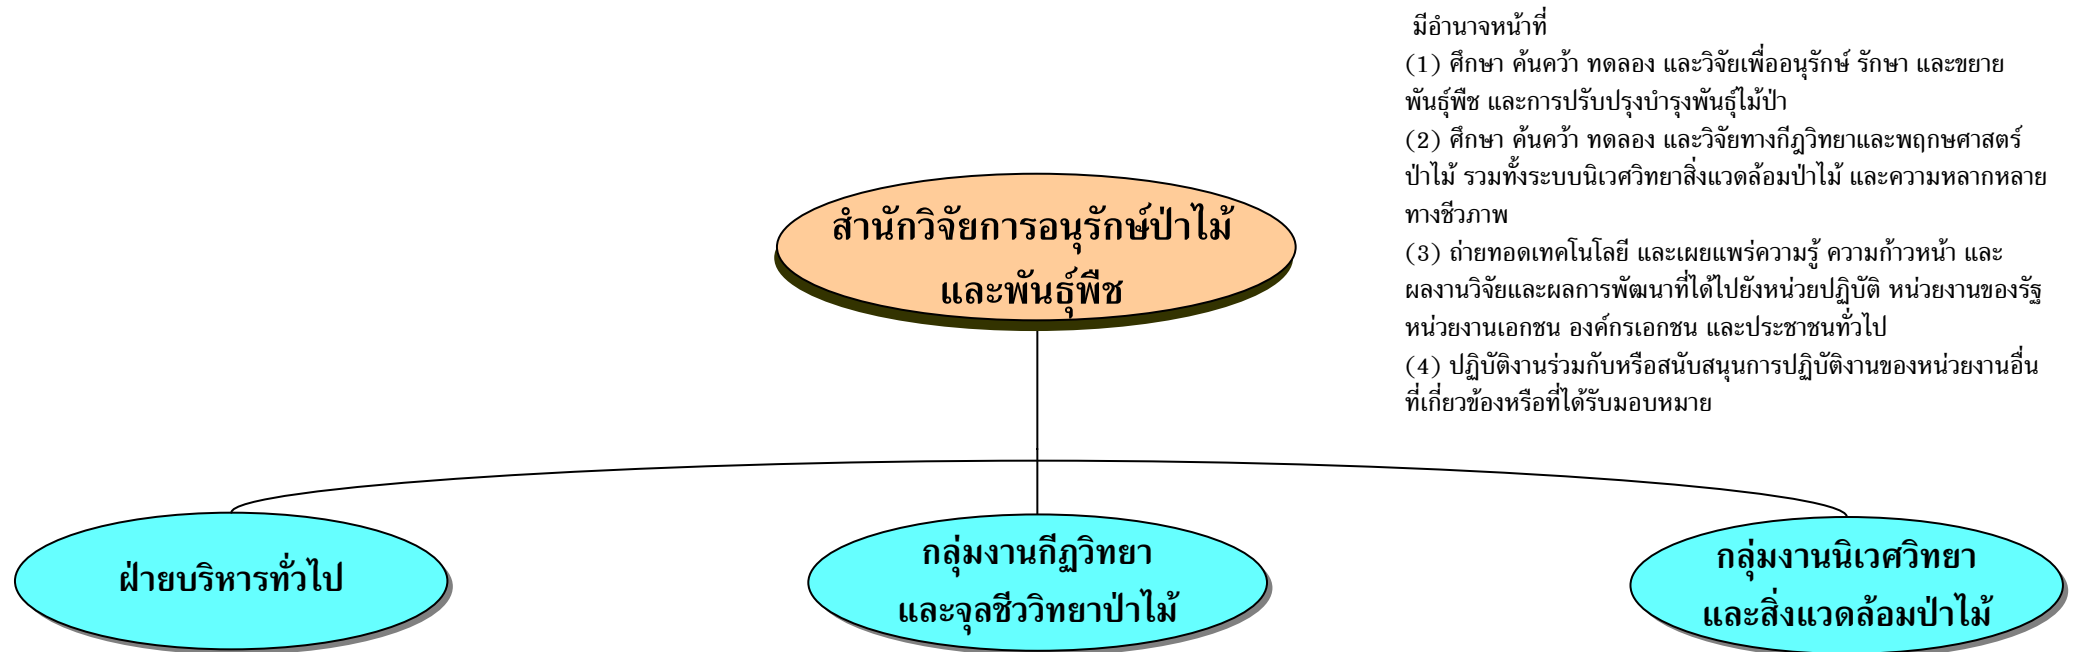 มีอำนาจหน้าที่
(1) ศึกษา ค้นคว้า ทดลอง และวิจัยเพื่ออนุรักษ์ รักษา และขยาย
พันธุ์พืช และการปรับปรุงบำรุงพันธุ์ไม้ป่า
(2) ศึกษา ค้นคว้า ทดลอง และวิจัยทางกีฎวิทยาและพฤกษศาสตร์
ป่าไม้ รวมทั้งระบบนิเวศวิทยาสิ่งแวดล้อมป่าไม้ และความหลากหลาย
ทางชีวภาพ
(3) ถ่ายทอดเทคโนโลยี และเผยแพร่ความรู้ ความก้าวหน้า และ
ผลงานวิจัยและผลการพัฒนาที่ได้ไปยังหน่วยปฏิบัติ หน่วยงานของรัฐ
หน่วยงานเอกชน องค์กรเอกชน และประชาชนทั่วไป
(4) ปฏิบัติงานร่วมกับหรือสนับสนุนการปฏิบัติงานของหน่วยงานอื่น
ที่เกี่ยวข้องหรือที่ได้รับมอบหมาย
สำนักวิจัยการอนุรักษ์ป่าไม้
และพันธุ์พืช
ฝ่ายบริหารทั่วไป
กลุ่มงานกีฏวิทยา
และจุลชีววิทยาป่าไม้
กลุ่มงานนิเวศวิทยา
และสิ่งแวดล้อมป่าไม้